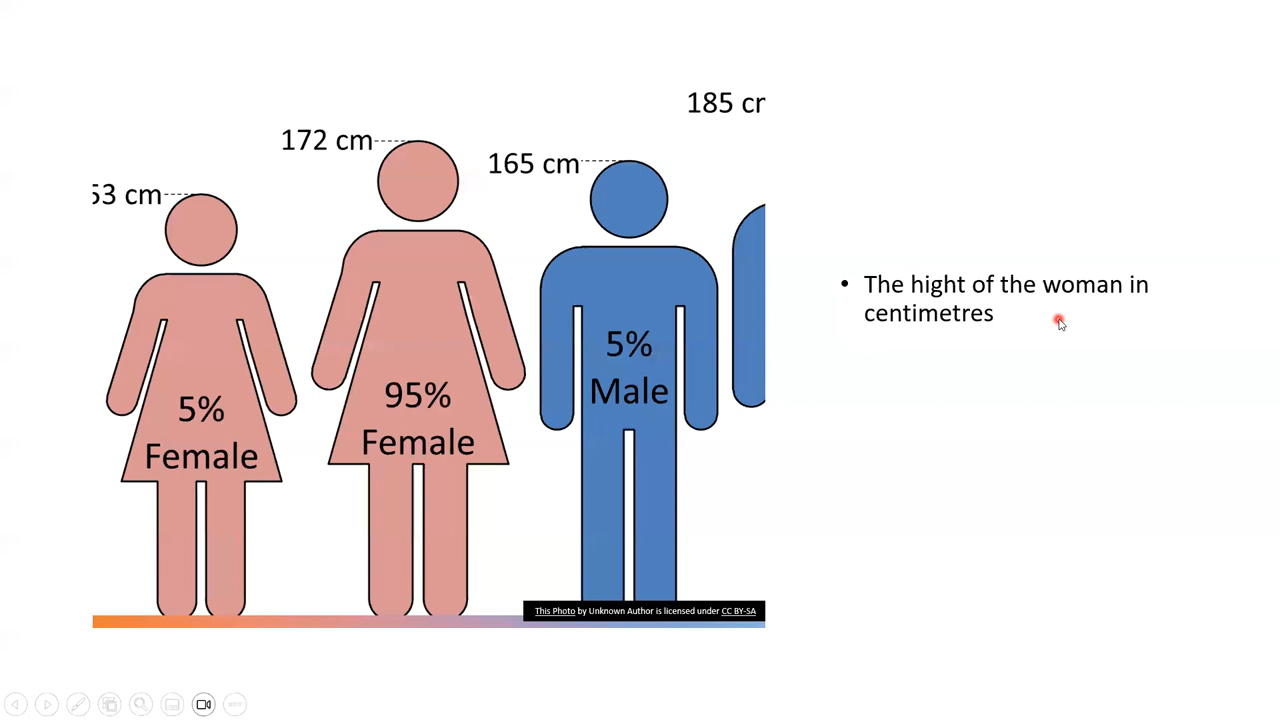 185 cr
172 cm
165 cm
53 cm
• The hight of the woman in
centimetres
5%
Male
95%
Female
5%
Female
This Photo by Unknown Author is licensed under CC BY-SA